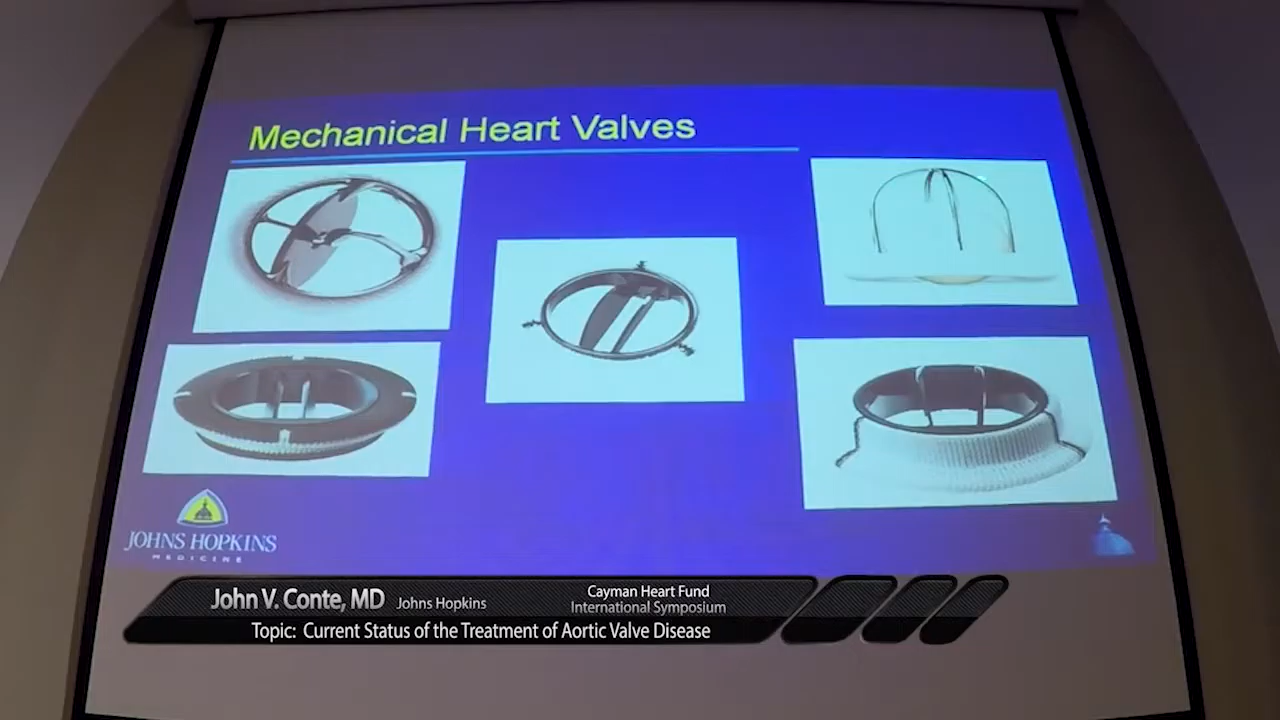 Mechanical Heart Valves
JOHNS HOPKINS
MEDICINE
John V. Conte, MD Johns Hopkins
Cayman Heart Fund
International Symposium
Topic: Current Status of the Treatment of Aortic Valve Disease